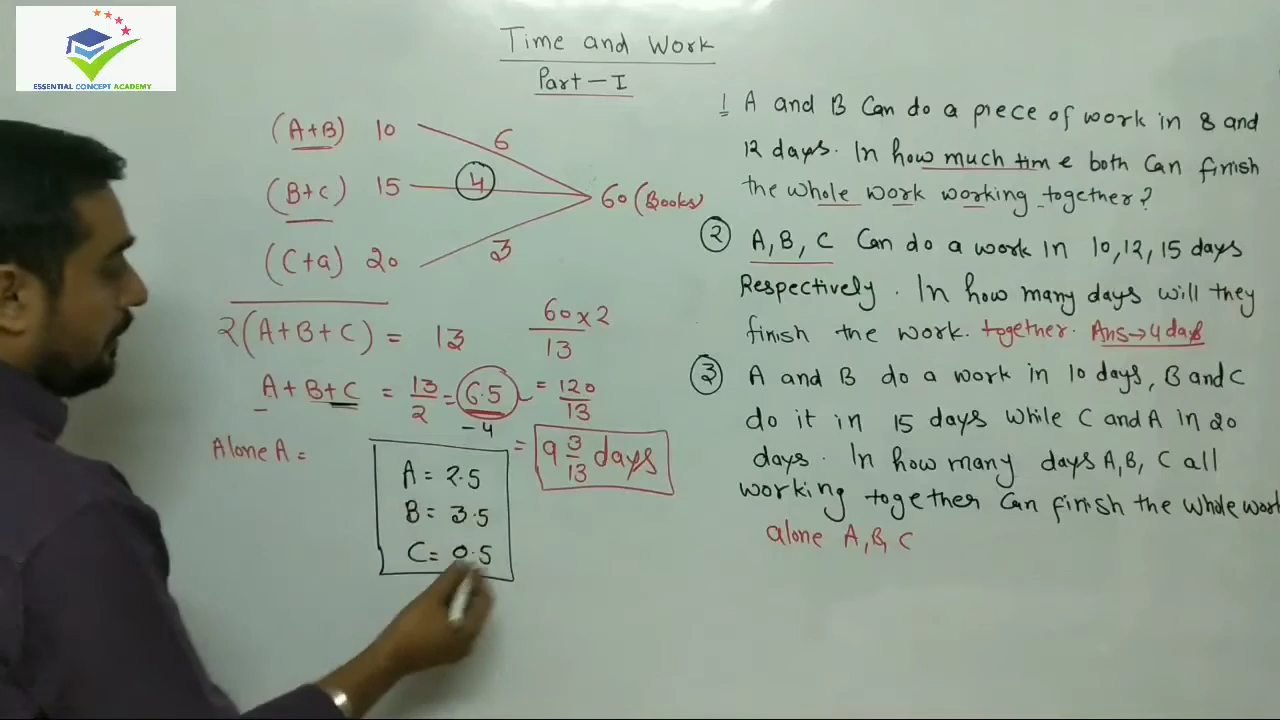 ESSENTIAL CONCEPT ACADEMY
Time and Work
Part-I
(A+B) 10 6
(B+C) 15 4 60 (Books)
(C+a) 20 3
2(A+B+C) = 13 60x2
13
A+B+C = 13/2 = 6.5 = 120/13
-4
Alone A = = 9 3/13 days
A = 2.5
B = 3.5
C = 0.5
1 A and B Can do a piece of work in 8 and
12 days. In how much time both Can finish
the whole work working together?
2 A, B, C Can do a work in 10, 12, 15 days
Respectively. In how many days will they
finish the work. together. Ans→4 days
3 A and B do a work in 10 days, B and C
do it in 15 days while C and A in 20
days. In how many days A, B, C all
working together Can finish the whole work
alone A, B, C